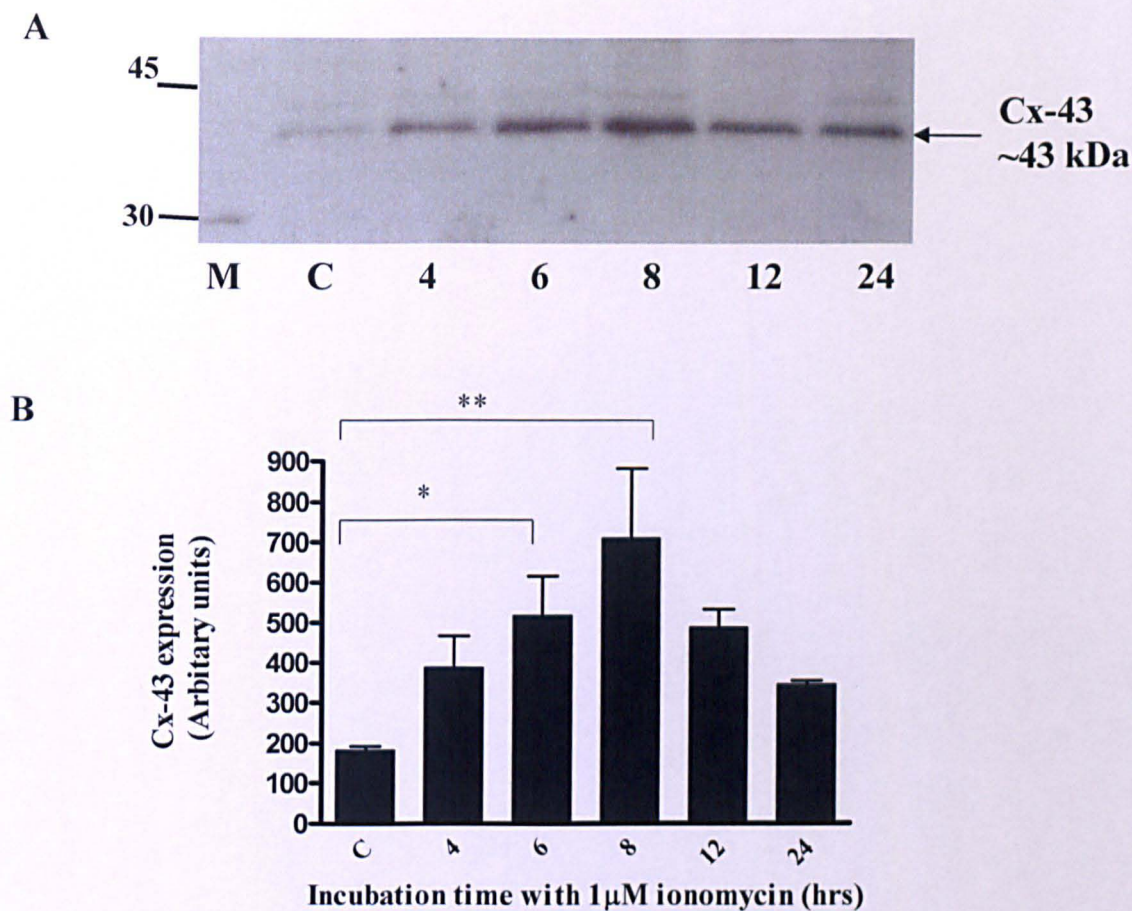 A
45
30
Cx-43
~43 kDa
M C 4 6 8 12 24
B
**
*
900
800
700
600
500
400
300
200
100
0
Cx-43 expression
(Arbitary units)
C 4 6 8 12 24
Incubation time with 1μM ionomycin (hrs)